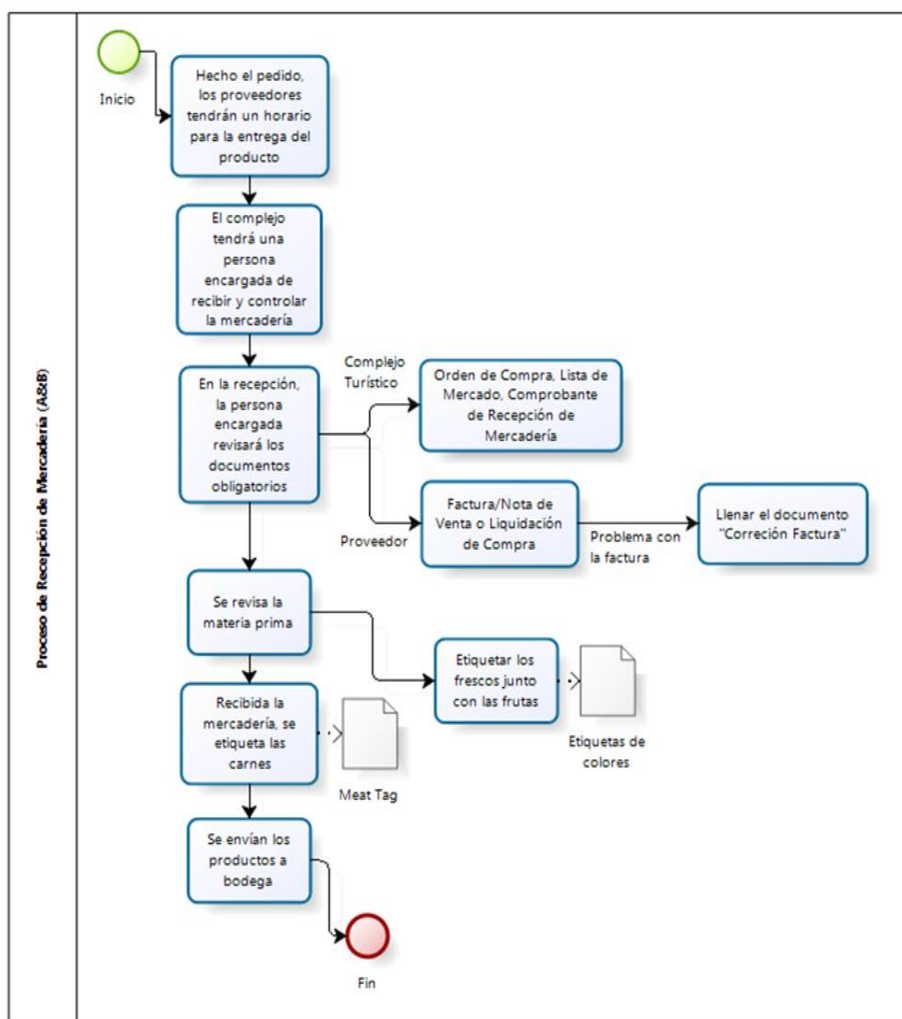 Proceso de Recepción de Mercadería (A&B)
Inicio
Hecho el pedido,
los proveedores
tendrán un horario
para la entrega del
producto
El complejo
tendrá una
persona
encargada de
recibir y controlar
la mercadería
En la recepción,
la persona
encargada
revisará los
documentos
obligatorios
Complejo
Turístico
Orden de Compra, Lista de
Mercado, Comprobante
de Recepción de
Mercadería
Proveedor
Factura/Nota de
Venta o Liquidación
de Compra
Problema con
la factura
Llenar el documento
"Correción Factura"
Se revisa la
materia prima
Etiquetar los
frescos junto
con las frutas
Etiquetas de
colores
Recibida la
mercadería, se
etiqueta las
carnes
Meat Tag
Se envían los
productos a
bodega
Fin